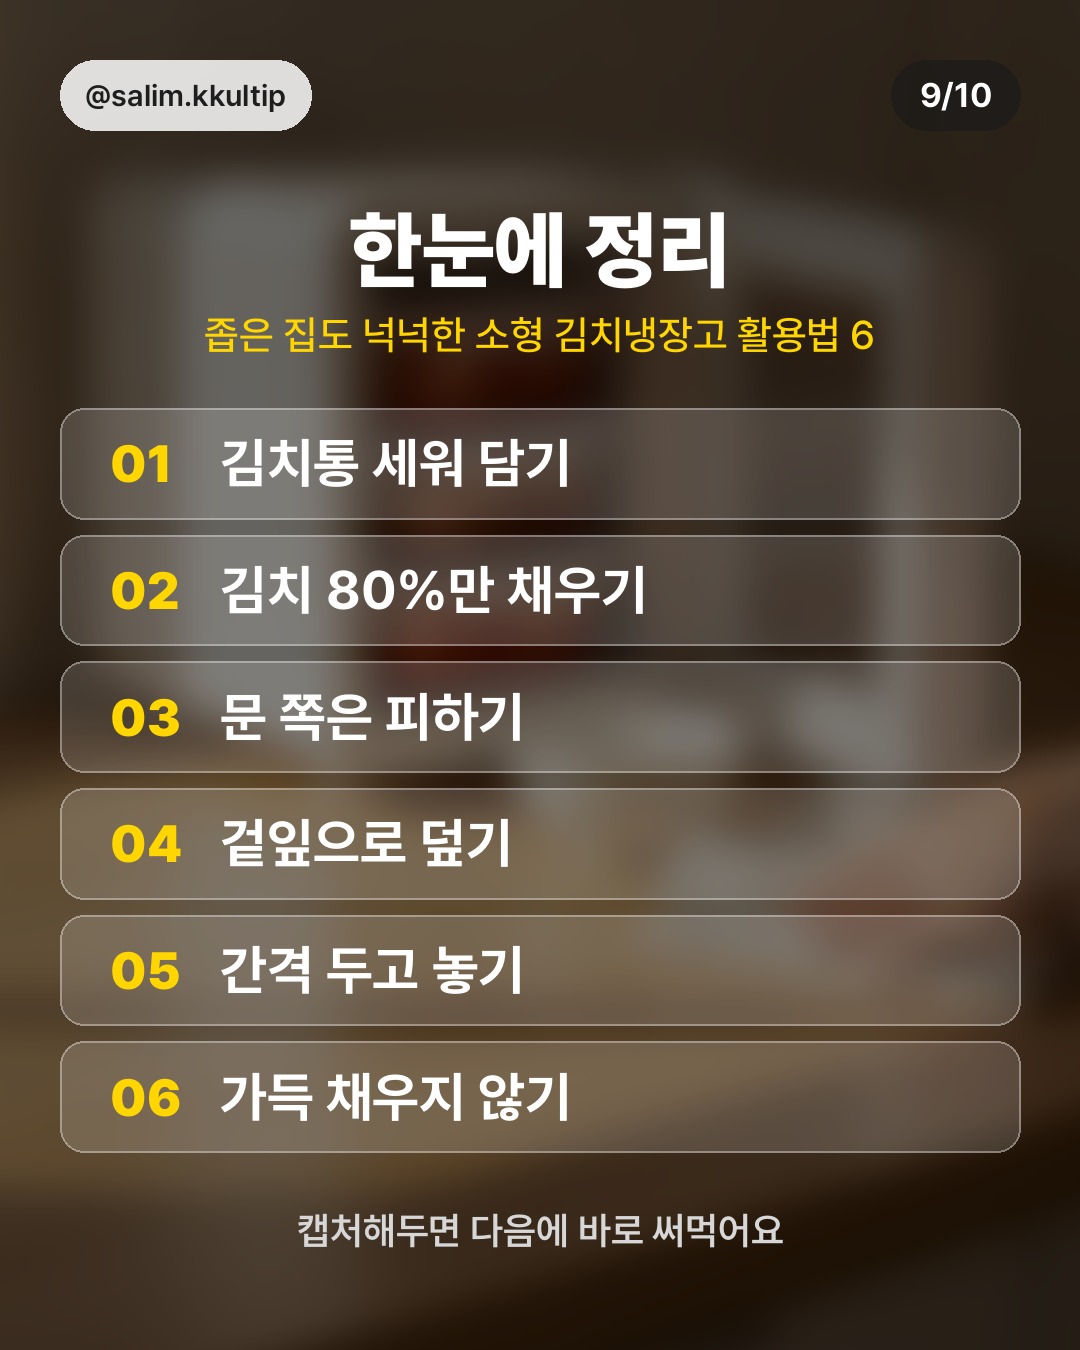 @salim.kkultip
9/10
한눈에 정리
좁은 집도 넉넉한 소형 김치냉장고 활용법 6
01 김치통 세워 담기
02 김치 80%만 채우기
03 문 쪽은 피하기
04 겉잎으로 덮기
05 간격 두고 놓기
06 가득 채우지 않기
캡처해두면 다음에 바로 써먹어요